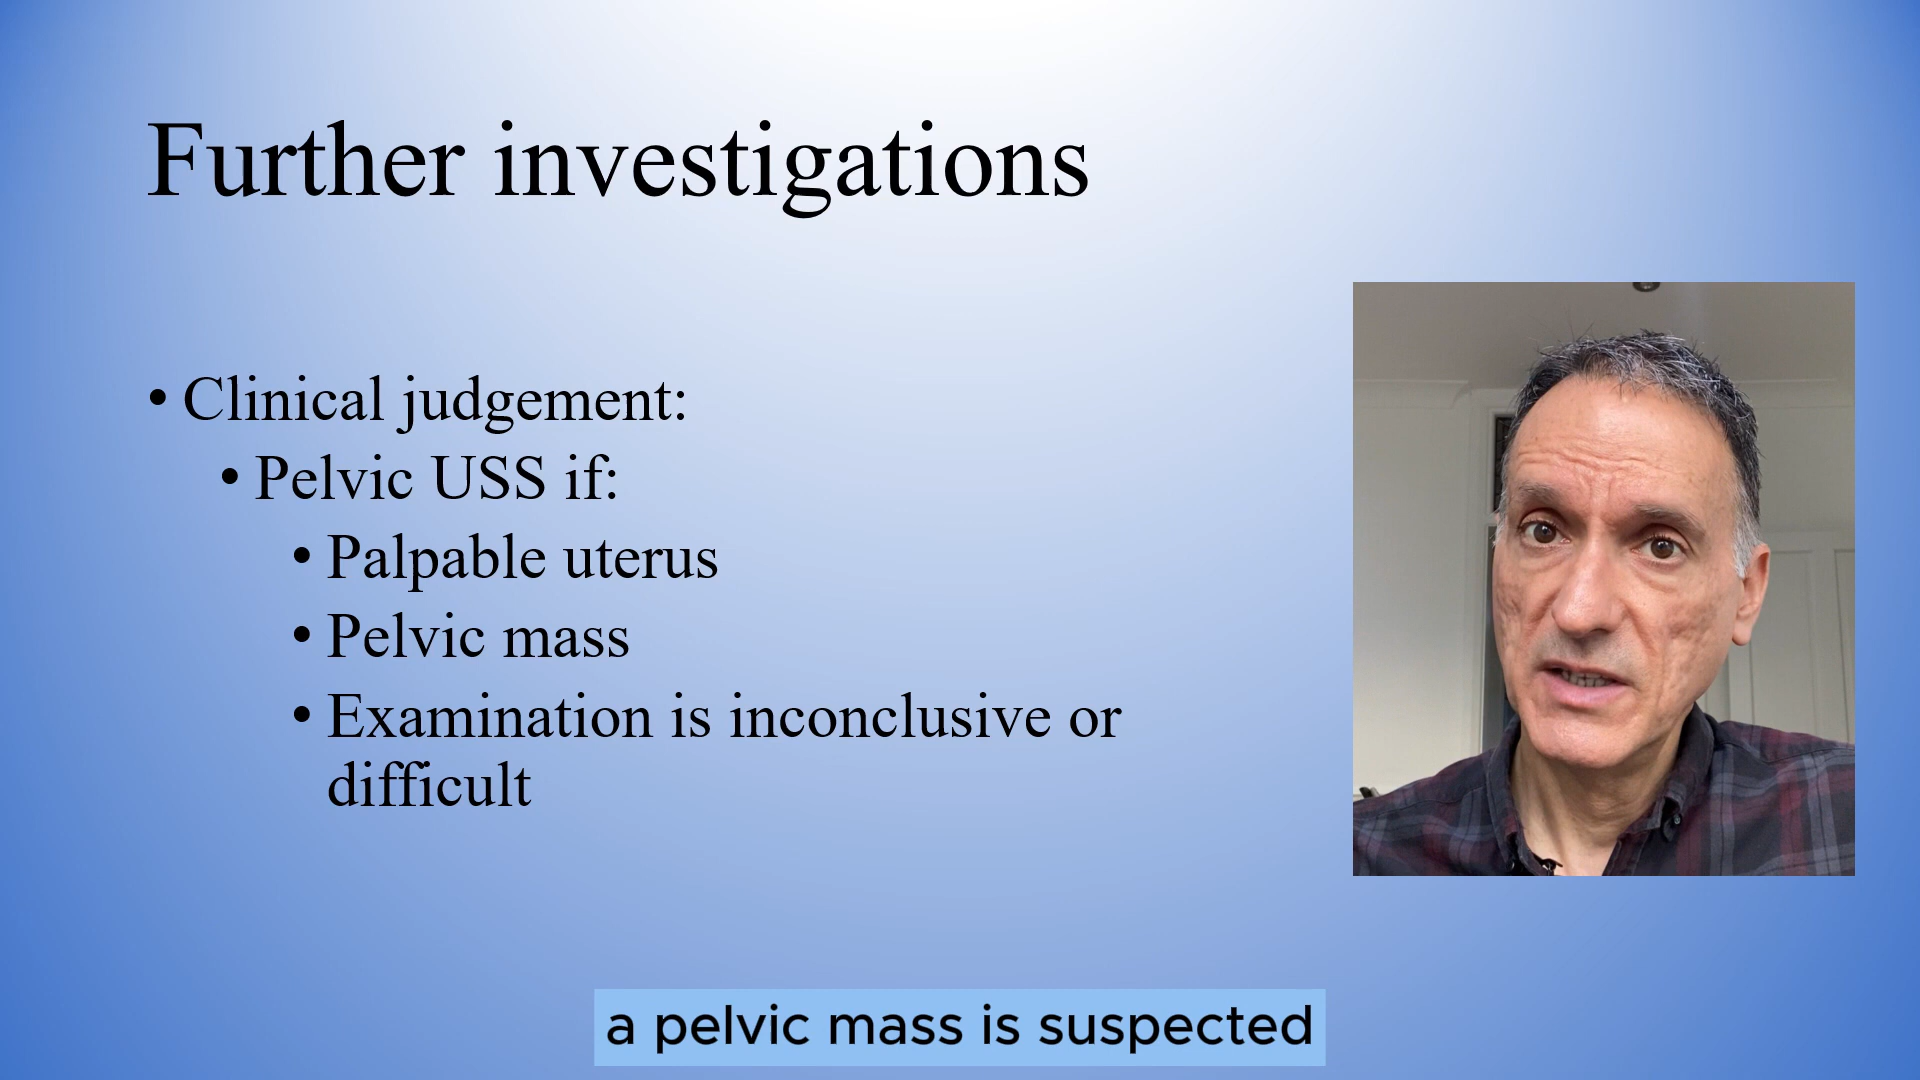 Further investigations
• Clinical judgement:
• Pelvic USS if:
• Palpable uterus
• Pelvic mass
• Examination is inconclusive or
difficult
a pelvic mass is suspected